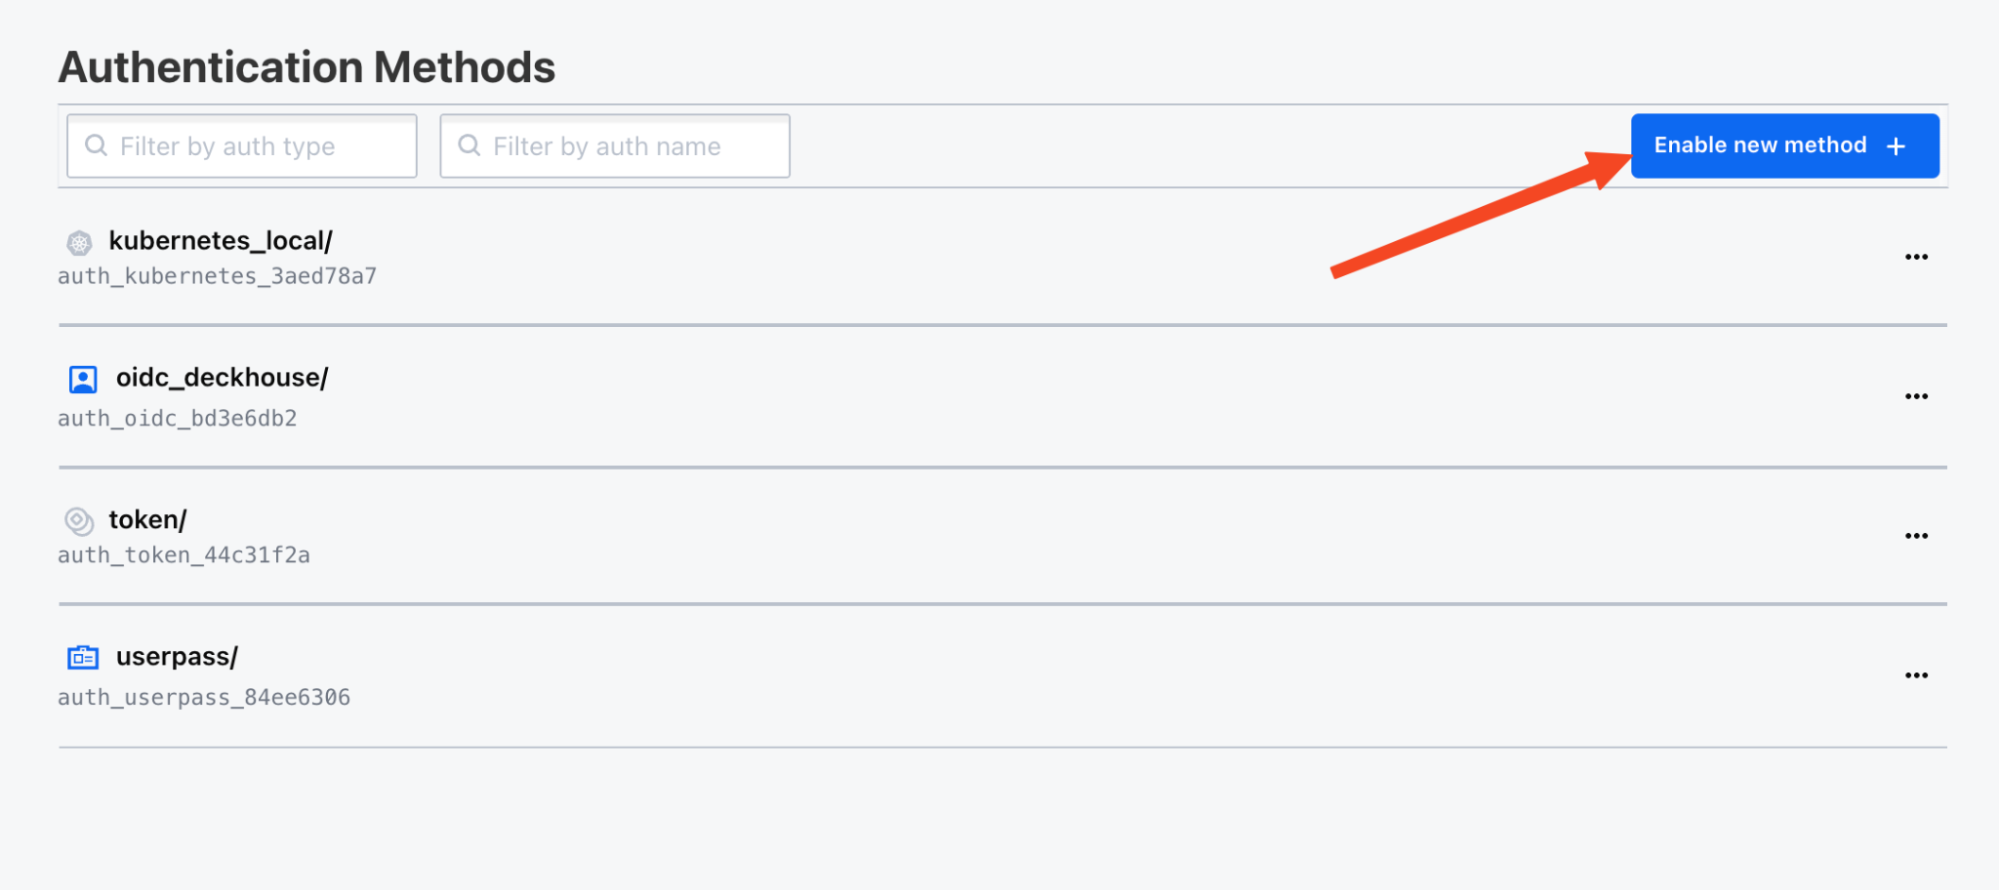 Authentication Methods
Filter by auth type
Filter by auth name
Enable new method +
kubernetes_local/
auth_kubernetes_3aed78a7
oidc_deckhouse/
auth_oidc_bd3e6db2
token/
auth_token_44c31f2a
userpass/
auth_userpass_84ee6306